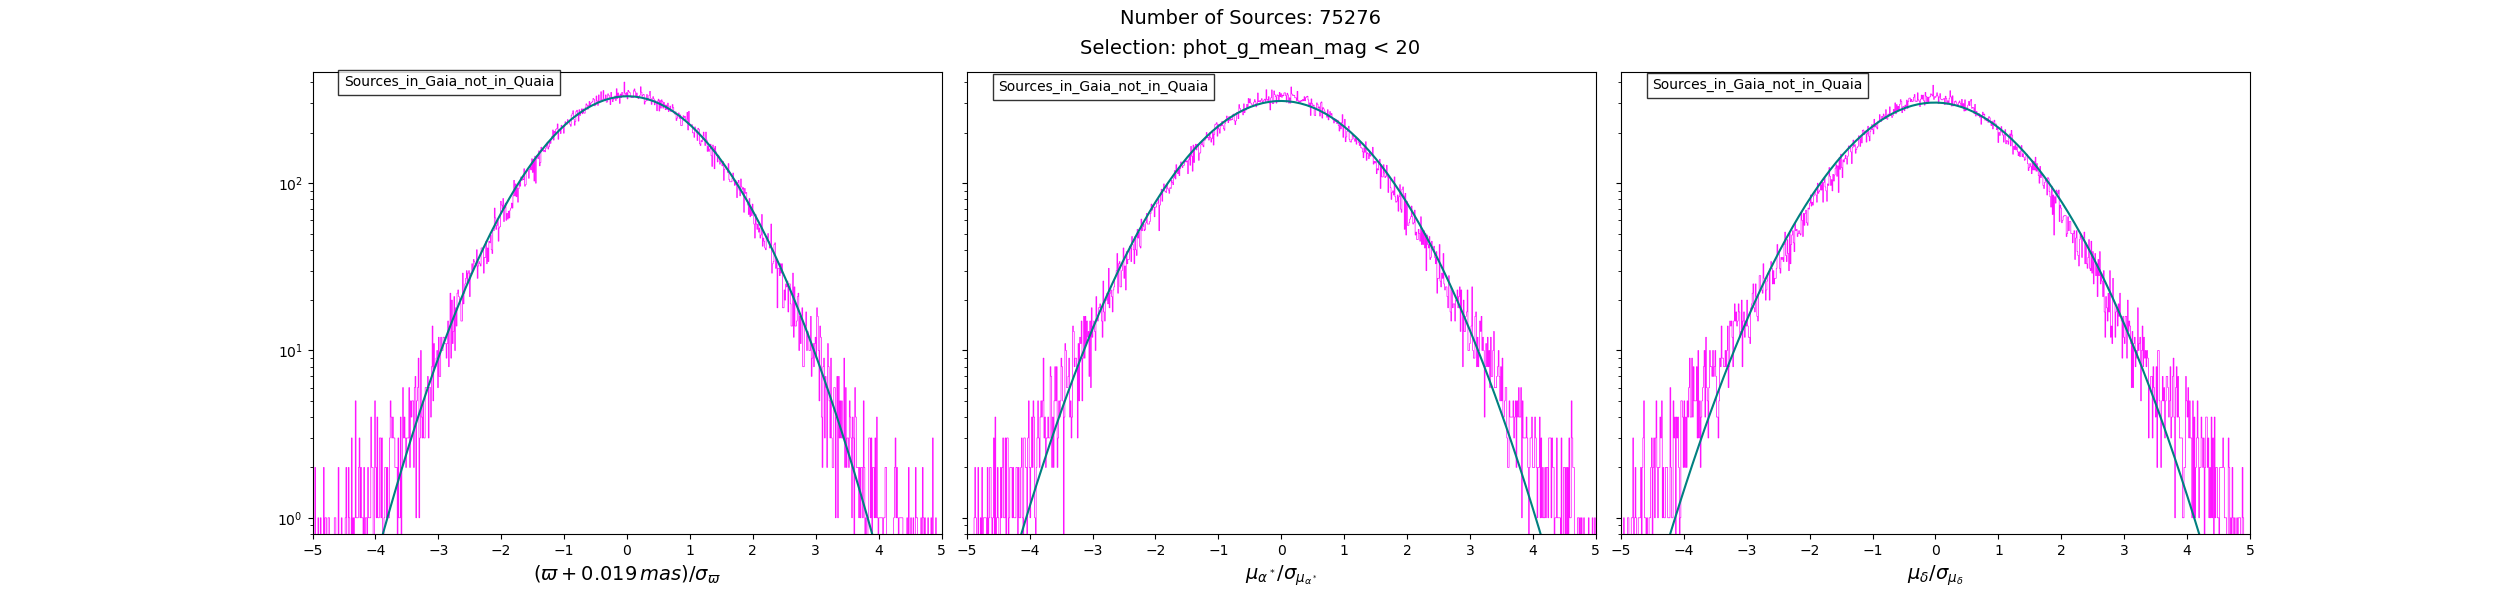 Number of Sources: 75276
Selection: phot_g_mean_mag < 20
Sources_in_Gaia_not_in_Quaia
Sources_in_Gaia_not_in_Quaia
Sources_in_Gaia_not_in_Quaia
10²
10¹
10⁰
−5 −4 −3 −2 −1 0 1 2 3 4 5
−5 −4 −3 −2 −1 0 1 2 3 4 5
−5 −4 −3 −2 −1 0 1 2 3 4 5
(ϖ + 0.019 mas)/σ_ϖ
μ_α*/σ_μ_α*
μ_δ/σ_μ_δ